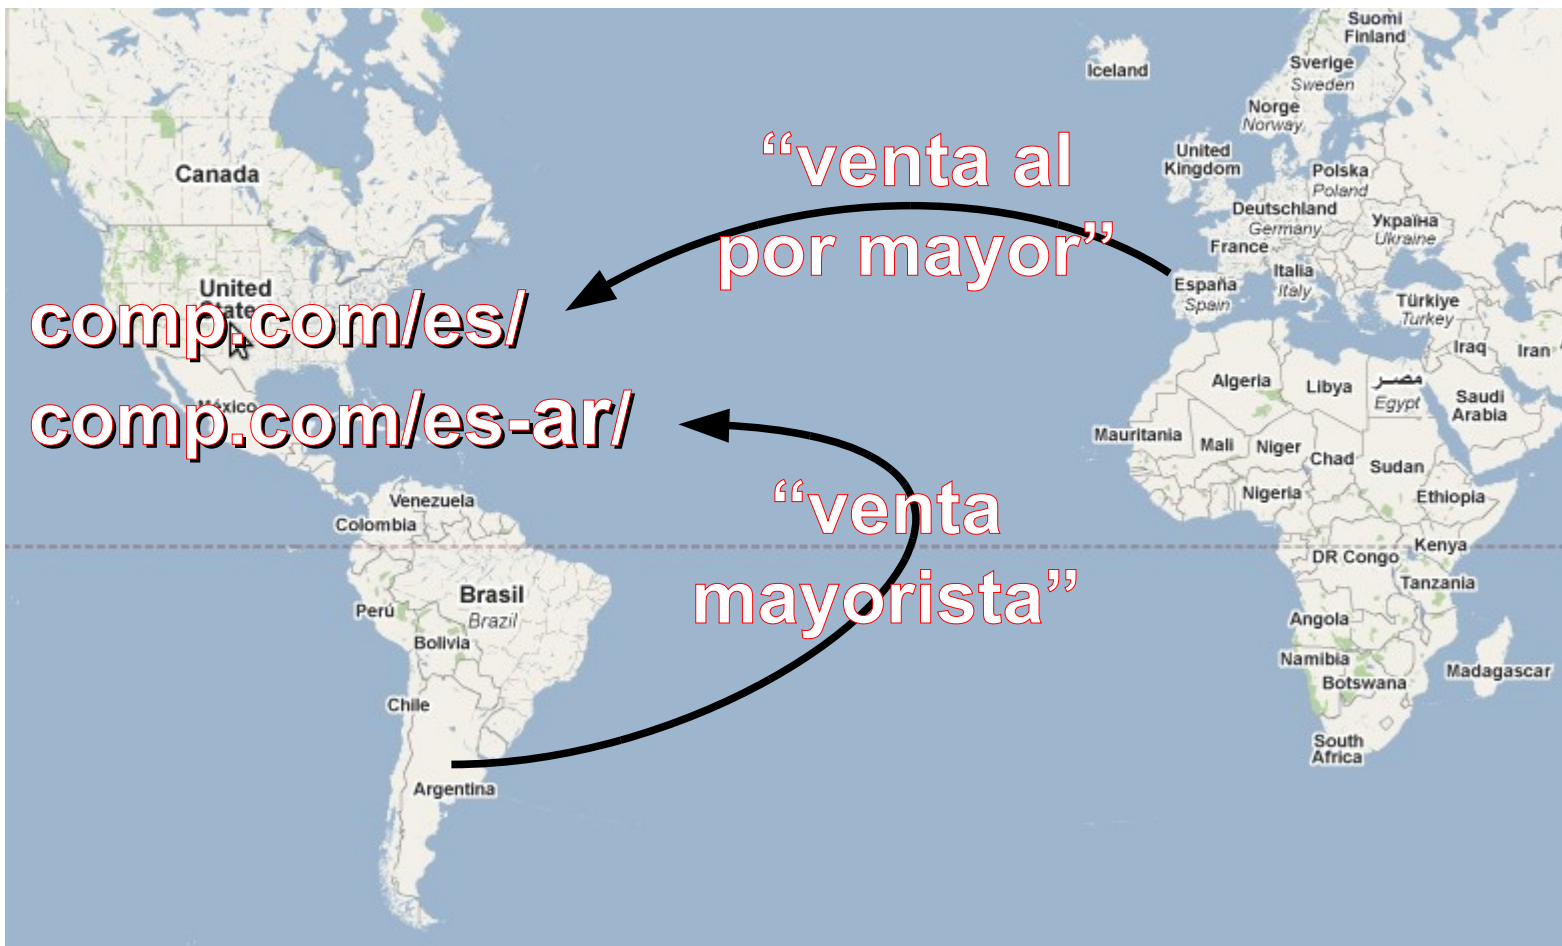 Suomi
Finland
Iceland
Sverige
Sweden
Norge
Norway
United
Kingdom
Polska
Poland
Canada
“venta al
por mayor”
Deutschland
Germany
Україна
Ukraine
France
Italia
Italy
España
Spain
Türkiye
Turkey
United
States
comp.com/es/
Iraq
Iran
Algeria
Libya
مصر
Egypt
Saudi
Arabia
México
comp.com/es-ar/
Mauritania
Mali
Niger
Chad
Sudan
Venezuela
Colombia
“venta
mayorista”
Nigeria
Ethiopia
DR Congo
Kenya
Tanzania
Brasil
Brazil
Perú
Bolivia
Angola
Namibia
Botswana
Madagascar
Chile
South
Africa
Argentina